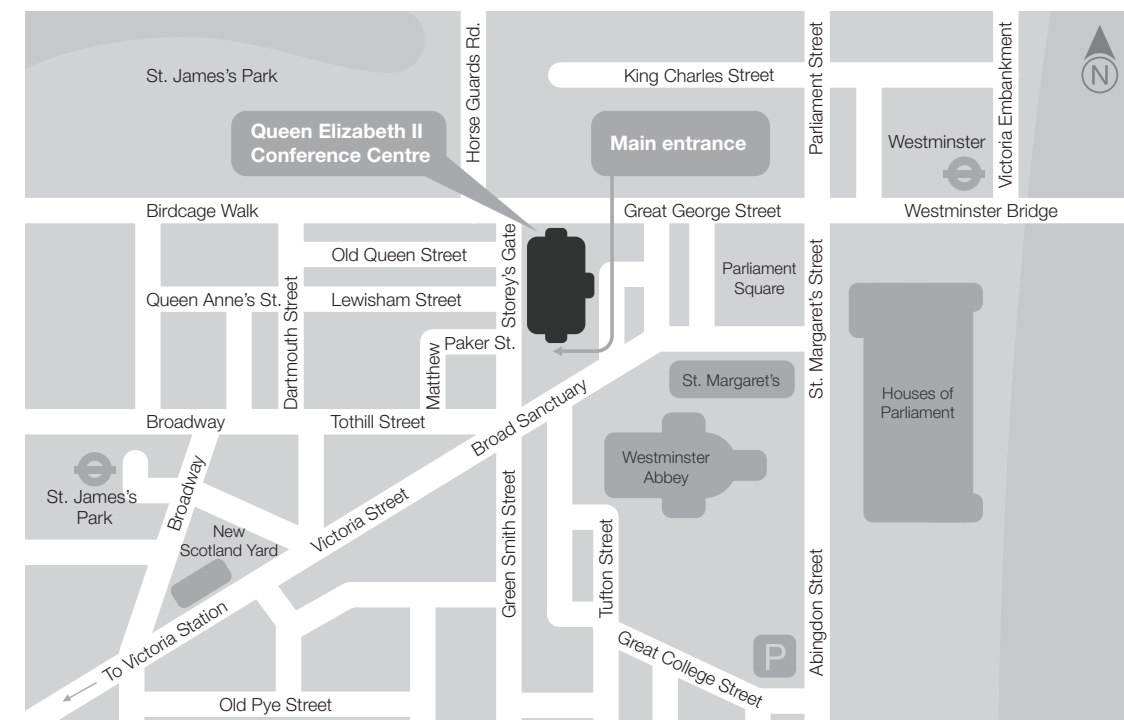 St. James's Park
Horse Guards Rd.
King Charles Street
Parliament Street
Victoria Embankment
N
Queen Elizabeth II
Conference Centre
Main entrance
Westminster
Birdcage Walk
Great George Street
Westminster Bridge
Old Queen Street
Storey's Gate
Parliament
Square
St. Margaret's Street
Queen Anne's St.
Dartmouth Street
Lewisham Street
Paker St.
Matthew
St. Margaret's
Houses of
Parliament
Broadway
Tothill Street
Broad Sanctuary
Westminster
Abbey
St. James's
Park
Broadway
Victoria Street
New
Scotland Yard
Green Smith Street
Tufton Street
Abingdon Street
To Victoria Station
Great College Street
P
Old Pye Street